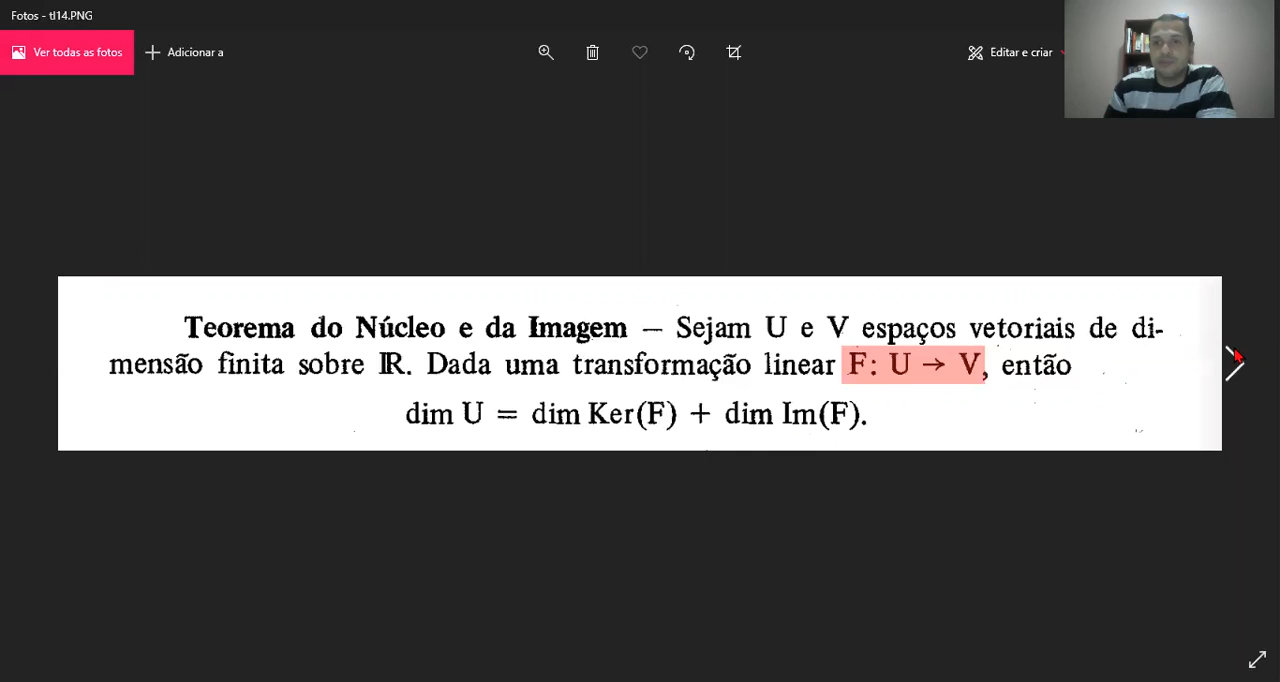 Fotos - tl14.PNG
Ver todas as fotos
Adicionar a
Editar e criar
Teorema do Núcleo e da Imagem — Sejam U e V espaços vetoriais de di-
mensão finita sobre ℝ. Dada uma transformação linear F: U → V, então
dim U = dim Ker(F) + dim Im(F).